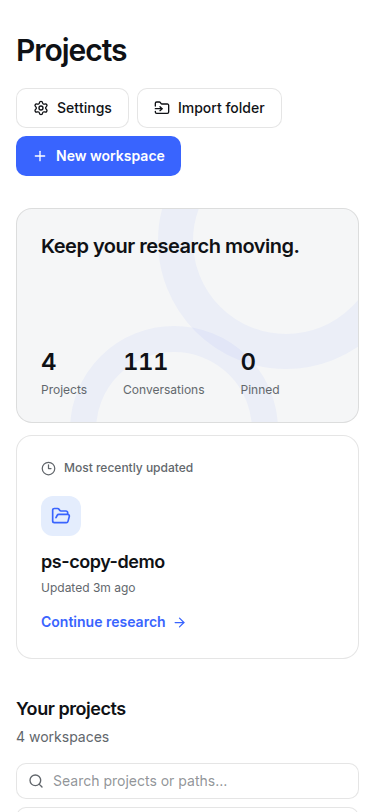 Projects
Settings
Import folder
New workspace
Keep your research moving.
4
111
0
Projects
Conversations
Pinned
Most recently updated
ps-copy-demo
Updated 3m ago
Continue research
Your projects
4 workspaces
Search projects or paths...